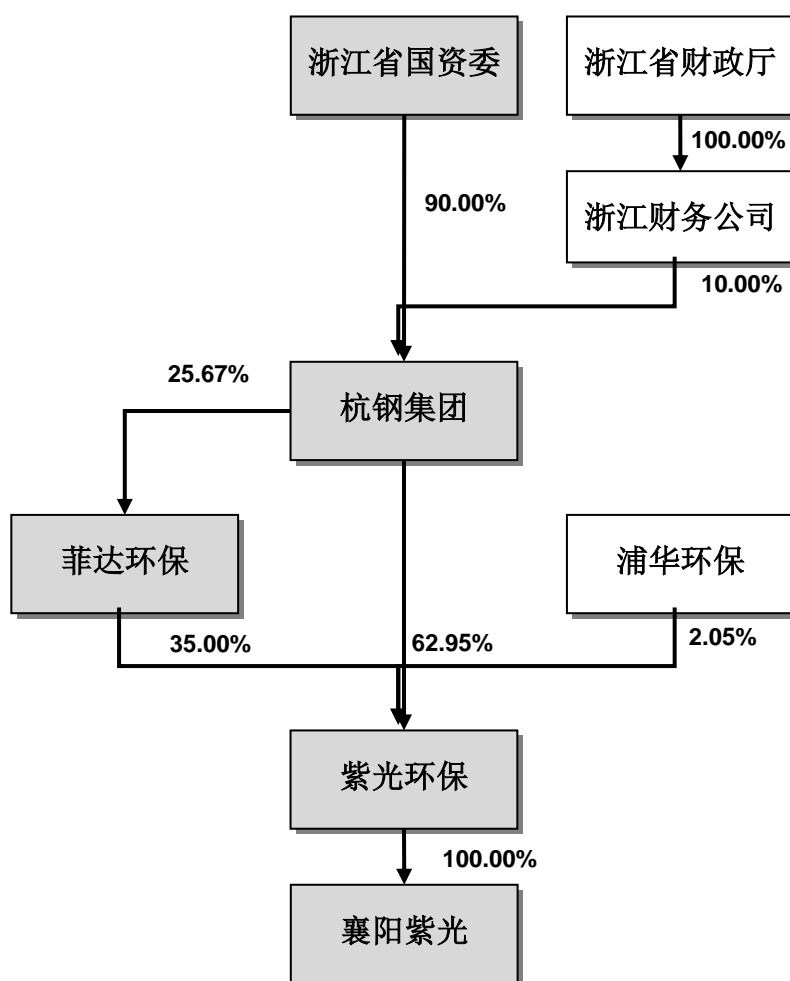 浙江省国资委
浙江省财政厅
100.00%
90.00%
浙江财务公司
10.00%
25.67%
杭钢集团
菲达环保
浦华环保
35.00%
62.95%
2.05%
紫光环保
100.00%
襄阳紫光